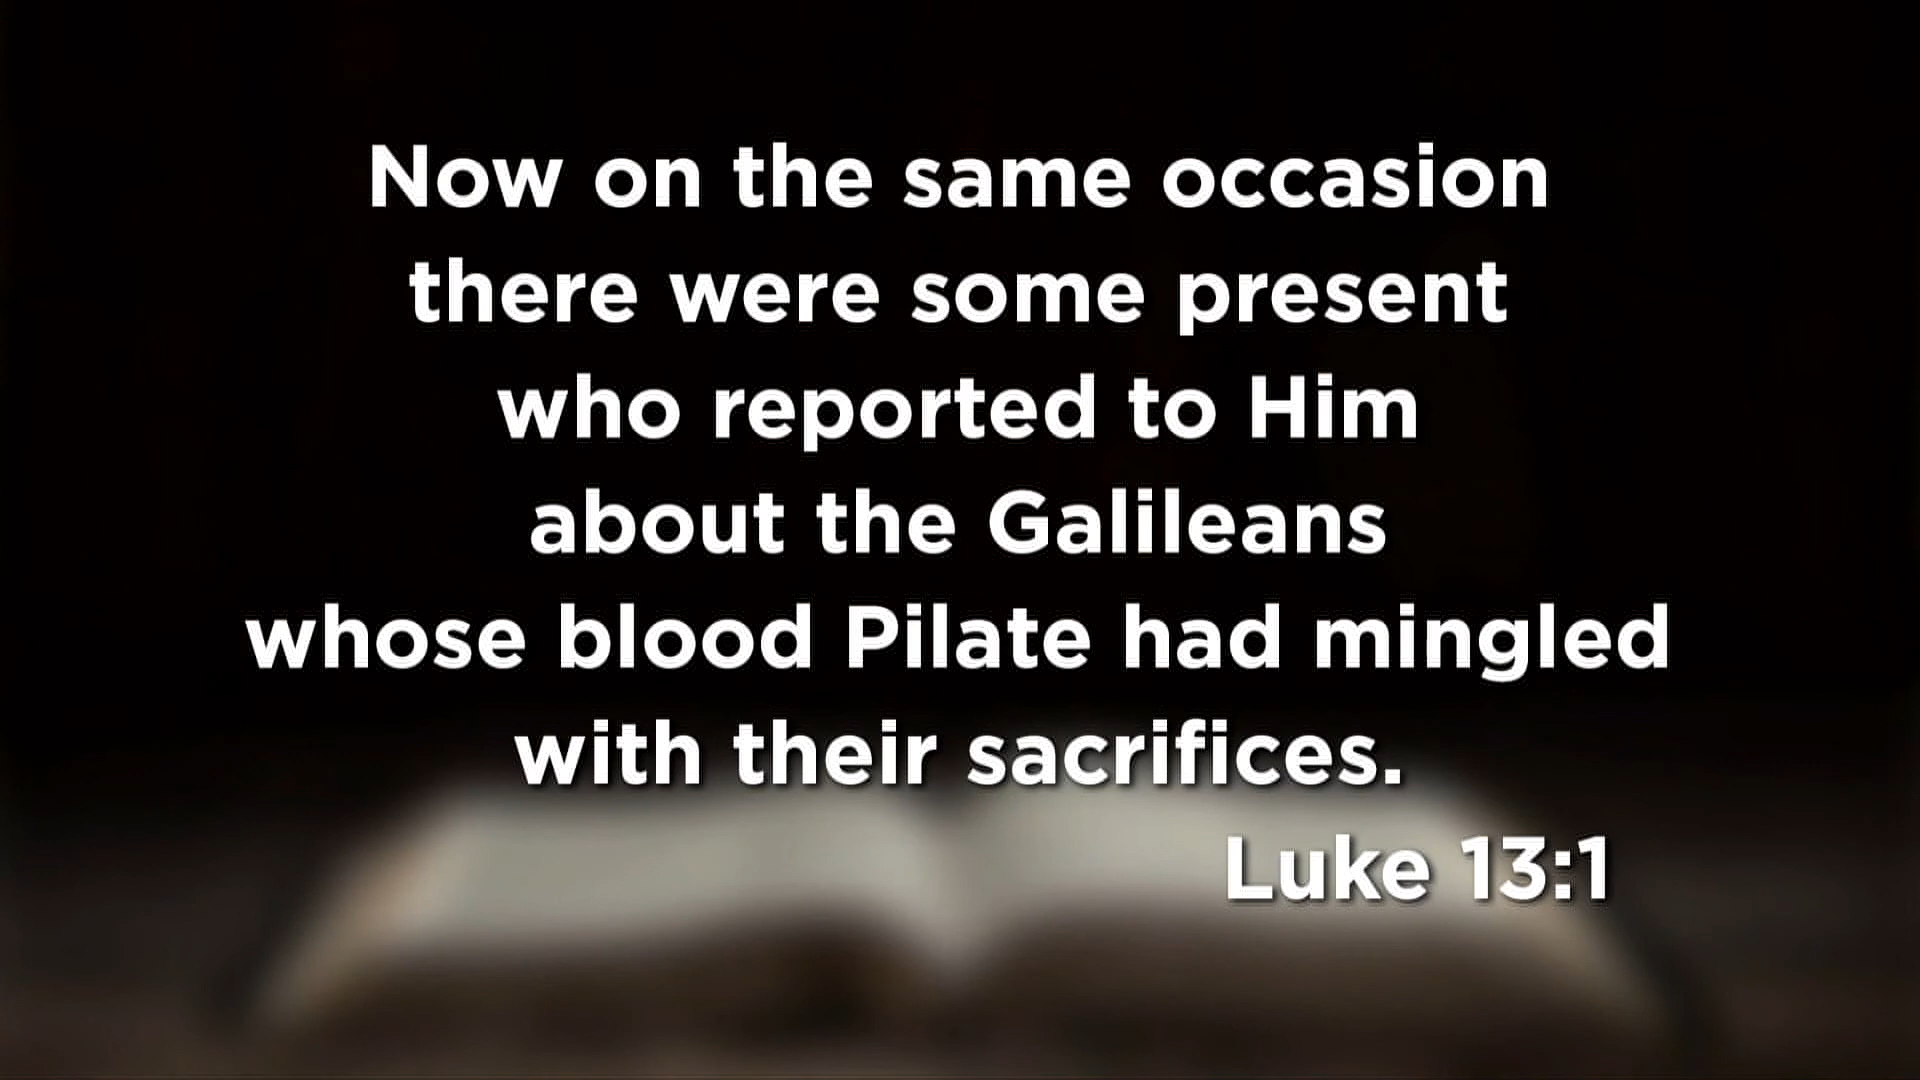 Now on the same occasion
there were some present
who reported to Him
about the Galileans
whose blood Pilate had mingled
with their sacrifices.
Luke 13:1